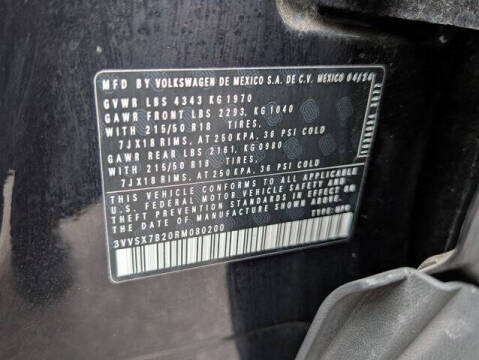 MFD BY VOLKSWAGEN DE MEXICO S.A. DE C.V. MEXICO 04/24
GVWR LBS 4343 KG 1970
GAWR FRONT LBS 2293, KG 1040
WITH 215/50 R18 TIRES,
7JX18 RIMS, AT 250 KPA, 36 PSI COLD
GAWR REAR LBS 2161, KG 980
WITH 215/50 R18 TIRES,
7JX18 RIMS, AT 250 KPA, 36 PSI COLD
THIS VEHICLE CONFORMS TO ALL APPLICABLE
U.S. FEDERAL MOTOR VEHICLE SAFETY AND
THEFT PREVENTION STANDARDS IN EFFECT ON
THE DATE OF MANUFACTURE SHOWN ABOVE.
3VVSX7B20RM080200 TYPE: